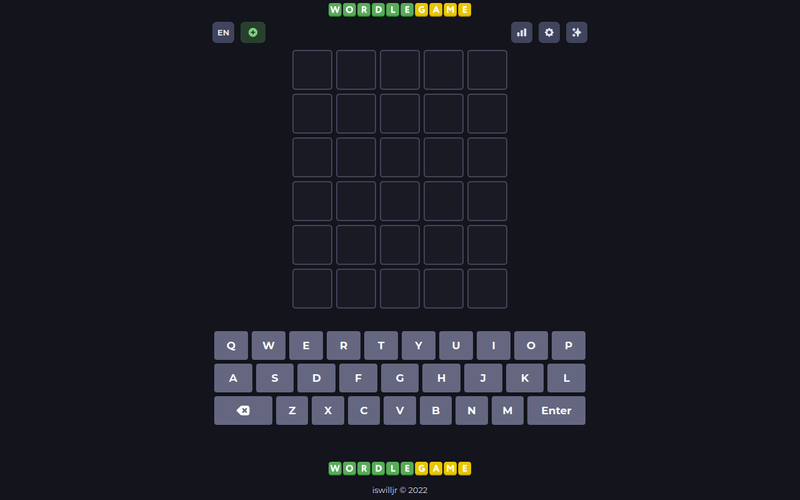 WORDLEGAME
EN
Q W E R T Y U I O P
A S D F G H J K L
Z X C V B N M Enter
WORDLEGAME
iswilljr © 2022